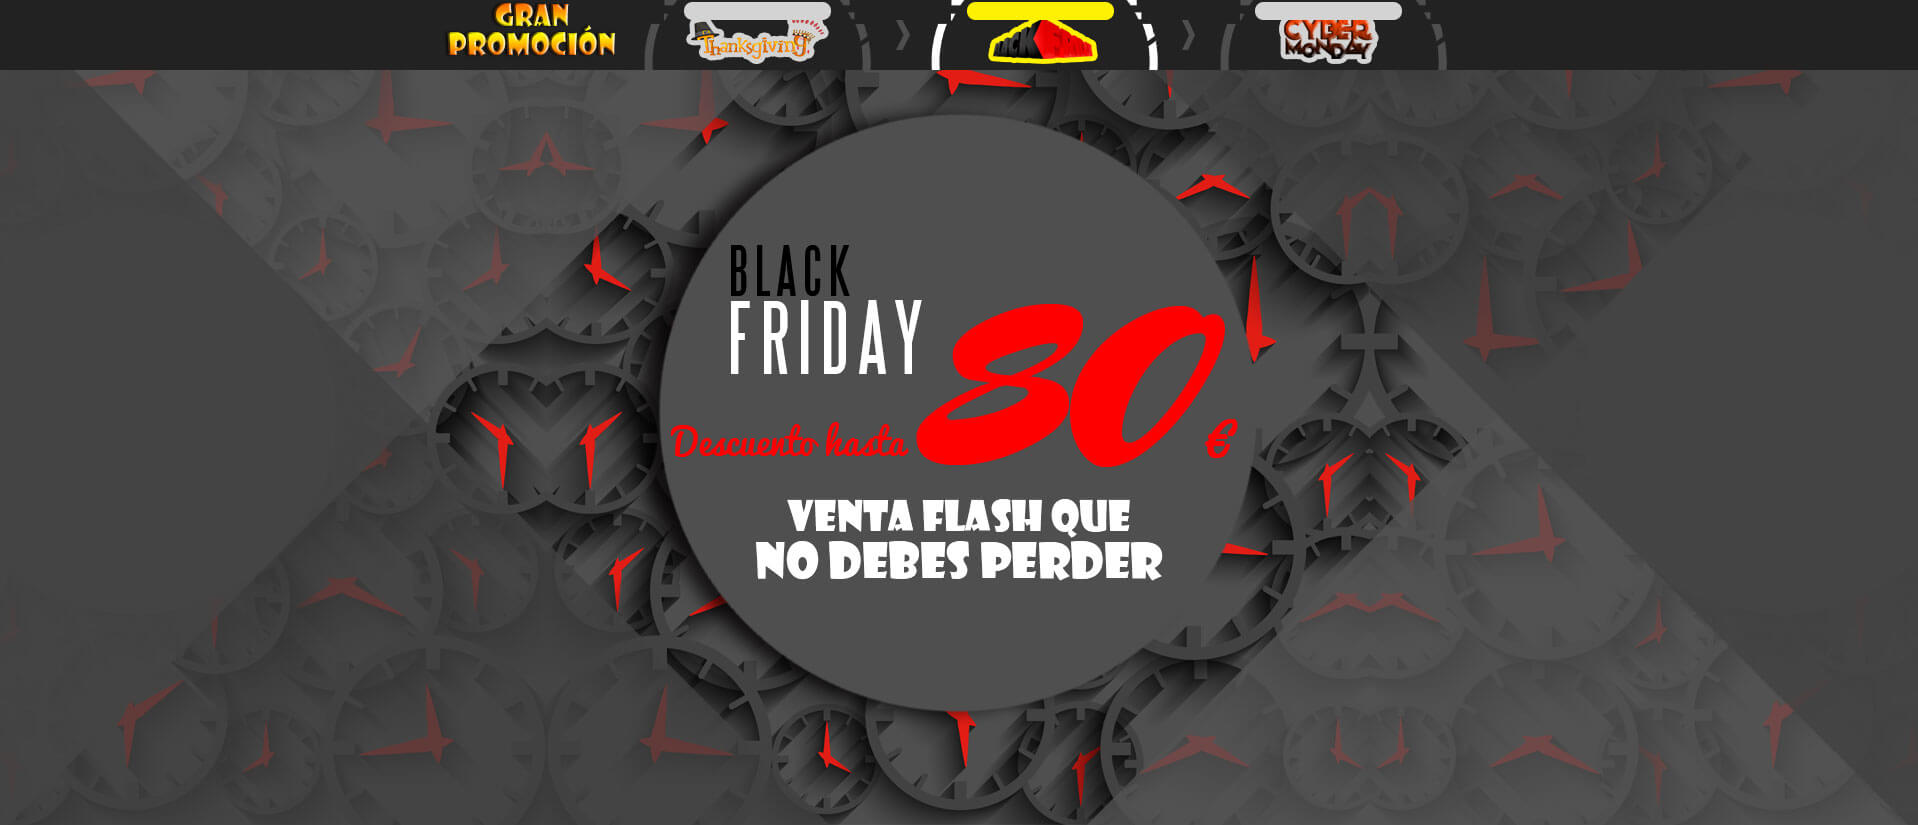 GRAN
PROMOCIÓN
Thanksgiving
CYBER
MONDAY
BLACK
FRIDAY
80
Descuento hasta €
VENTA FLASH QUE
NO DEBES PERDER